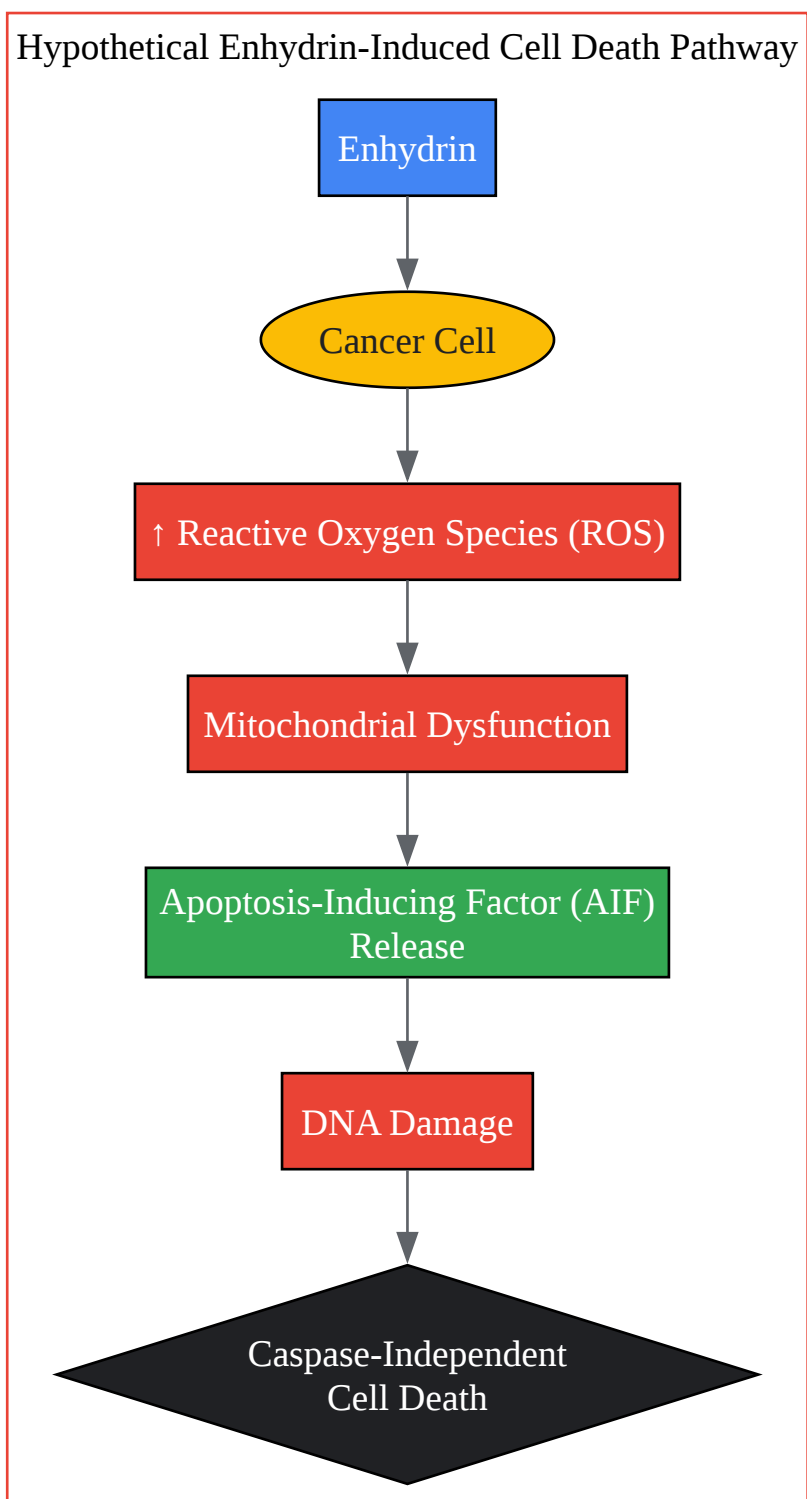 Hypothetical Enhydrin-Induced Cell Death Pathway
Enhydrin
Cancer Cell
↑ Reactive Oxygen Species (ROS)
Mitochondrial Dysfunction
Apoptosis-Inducing Factor (AIF)
Release
DNA Damage
Caspase-Independent
Cell Death